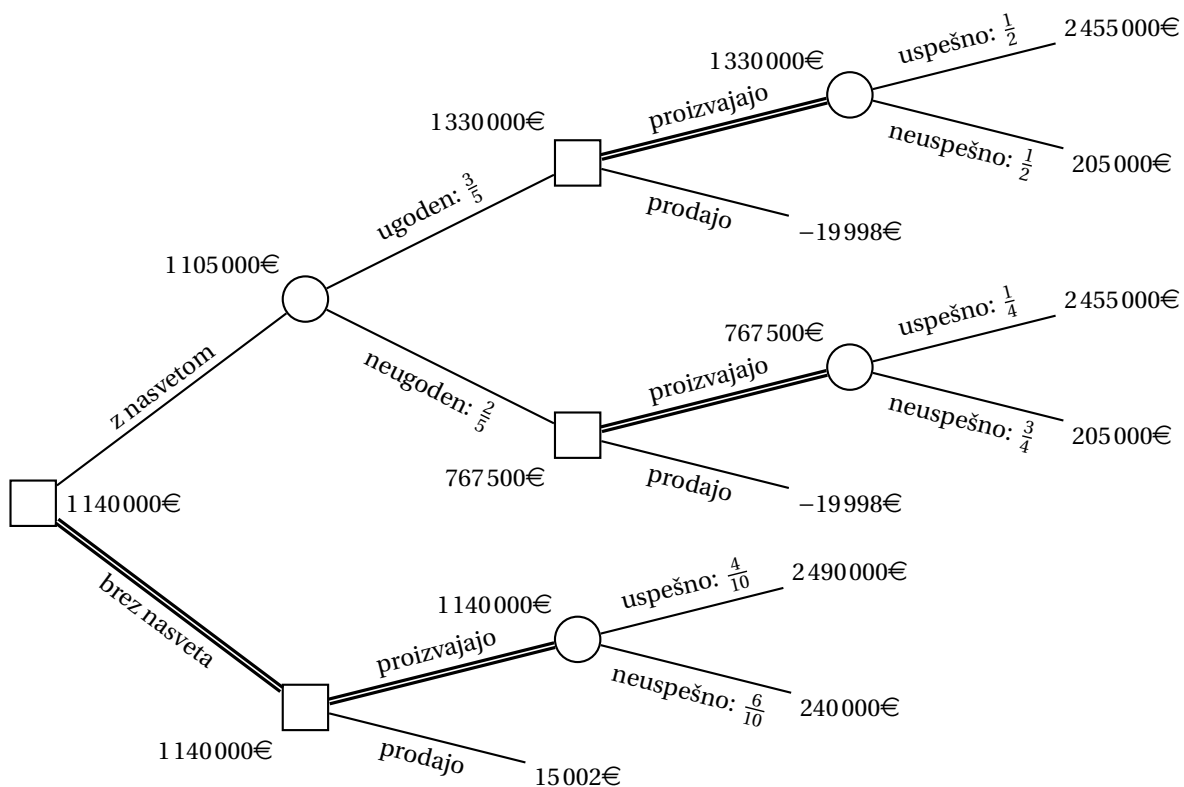 uspešno: 1/2
2 455 000€
1 330 000€
proizvajajo
neuspešno: 1/2
205 000€
1 330 000€
prodajo
−19 998€
ugoden: 3/5
1 105 000€
z nasvetom
neugoden: 2/5
uspešno: 1/4
2 455 000€
767 500€
proizvajajo
neuspešno: 3/4
205 000€
767 500€
prodajo
−19 998€
1 140 000€
brez nasveta
uspešno: 4/10
2 490 000€
1 140 000€
proizvajajo
neuspešno: 6/10
240 000€
1 140 000€
prodajo
15 002€